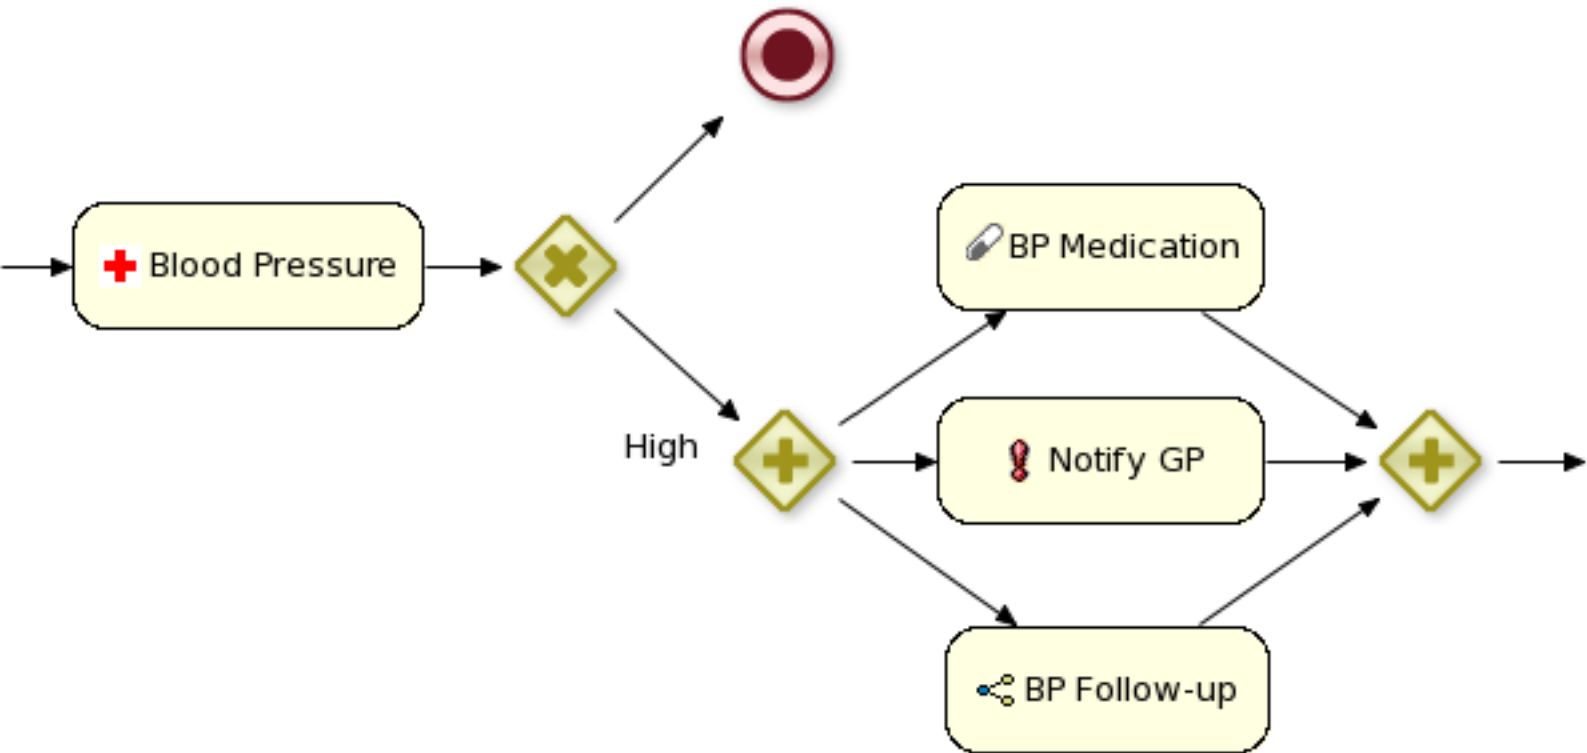 Blood Pressure
BP Medication
High
Notify GP
BP Follow-up